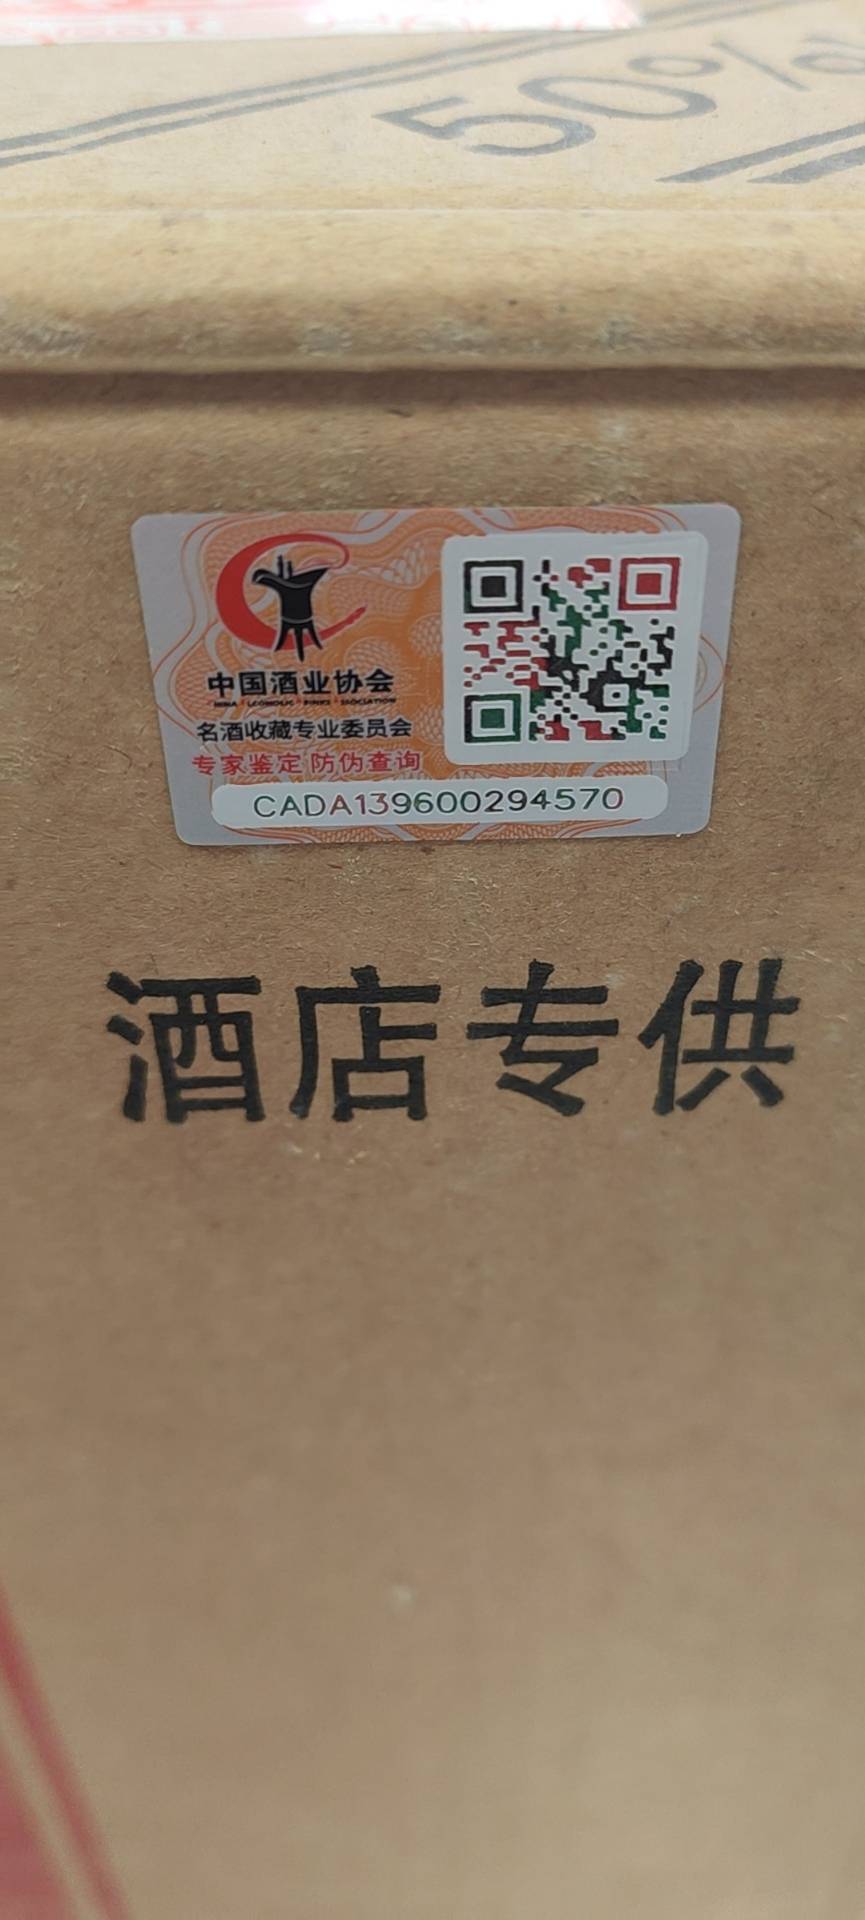 50%
中国酒业协会
名酒收藏专业委员会
专家鉴定 防伪查询
CADA139600294570
酒店专供